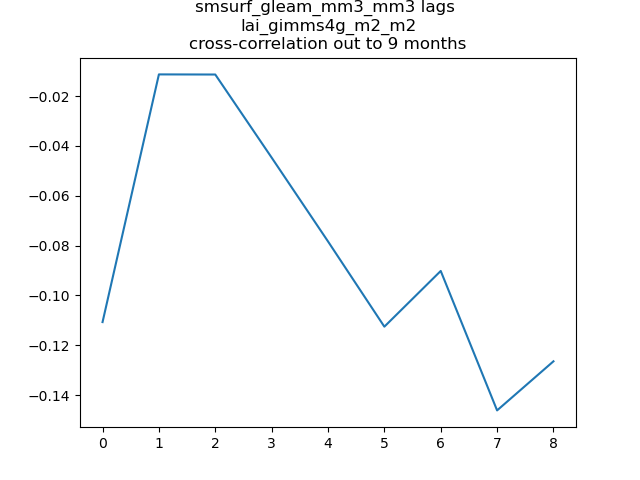 smsurf_gleam_mm3_mm3 lags
lai_gimms4g_m2_m2
cross-correlation out to 9 months
−0.02
−0.04
−0.06
−0.08
−0.10
−0.12
−0.14
0 1 2 3 4 5 6 7 8